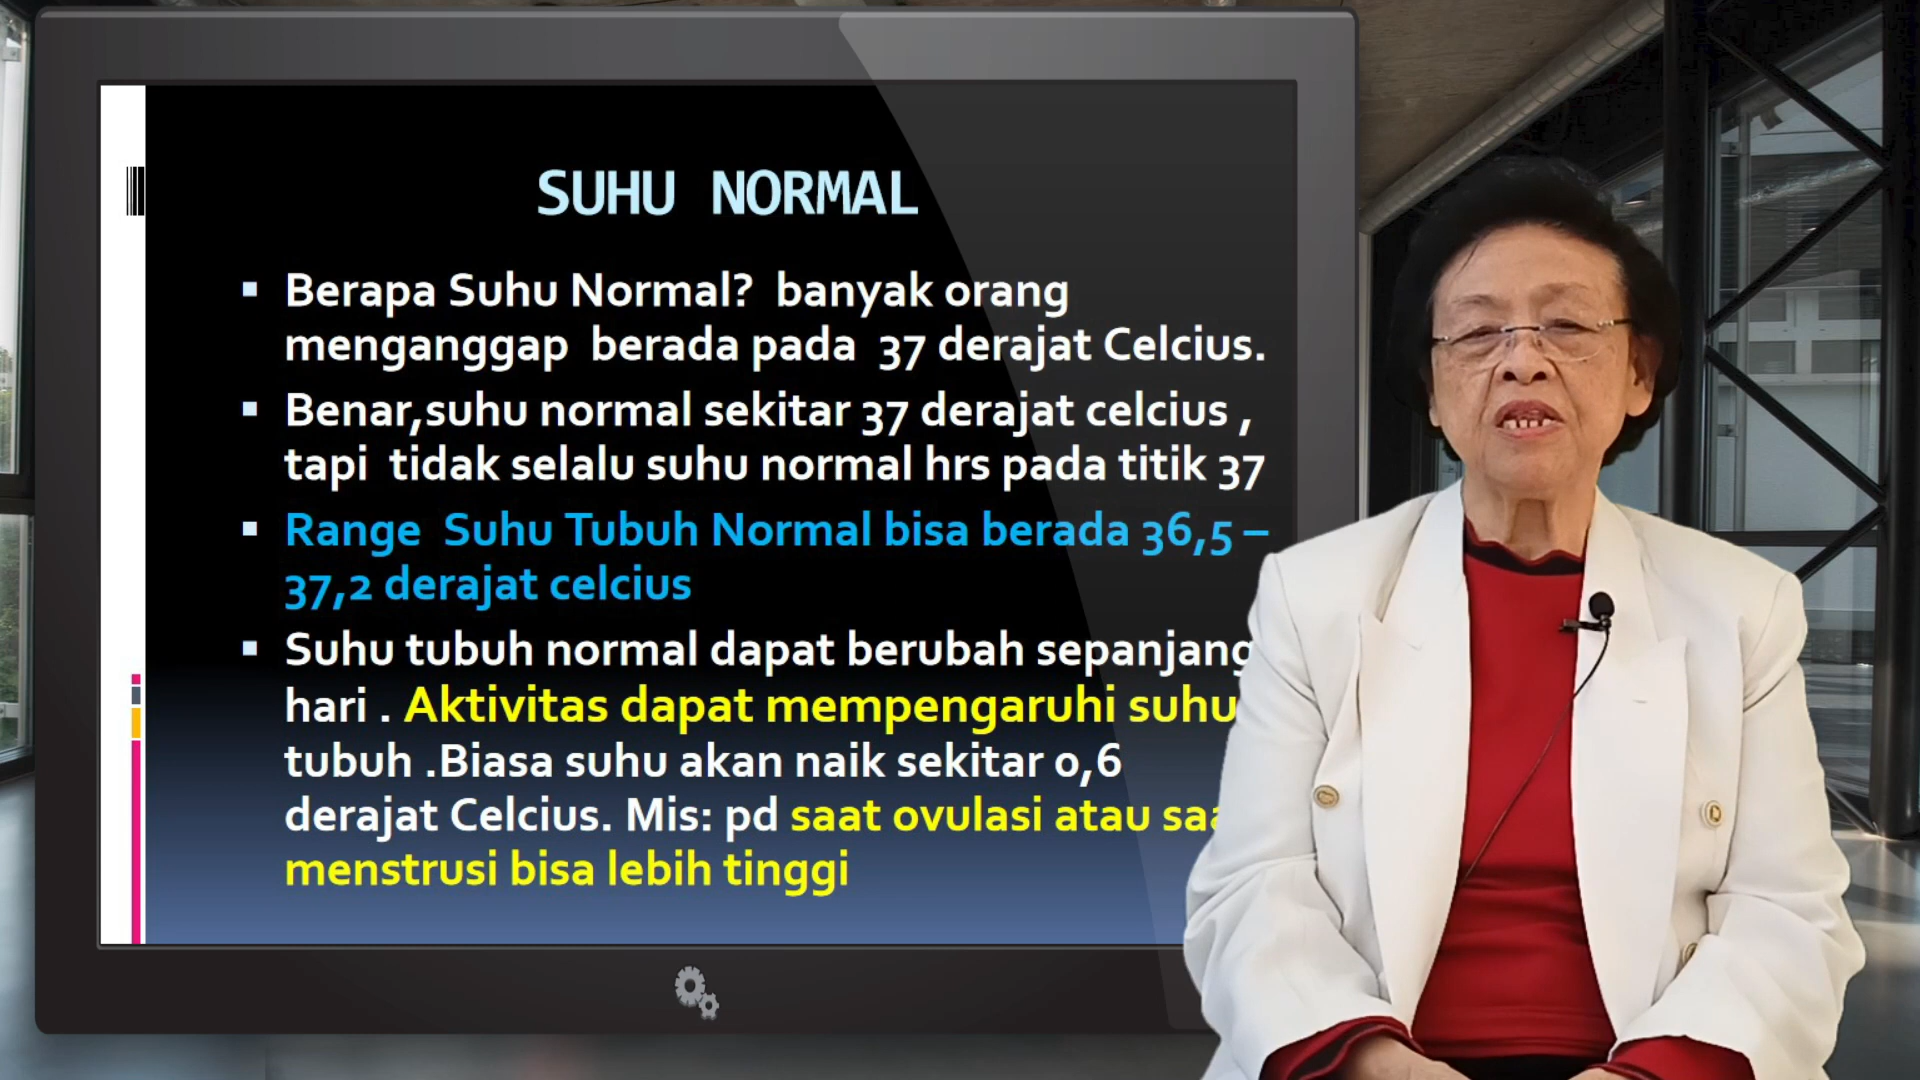 SUHU NORMAL
Berapa Suhu Normal? banyak orang
menganggap berada pada 37 derajat Celcius.
Benar,suhu normal sekitar 37 derajat celcius ,
tapi tidak selalu suhu normal hrs pada titik 37
Range Suhu Tubuh Normal bisa berada 36,5 –
37,2 derajat celcius
Suhu tubuh normal dapat berubah sepanjang
hari . Aktivitas dapat mempengaruhi suhu
tubuh .Biasa suhu akan naik sekitar 0,6
derajat Celcius. Mis: pd saat ovulasi atau
menstrusi bisa lebih tinggi